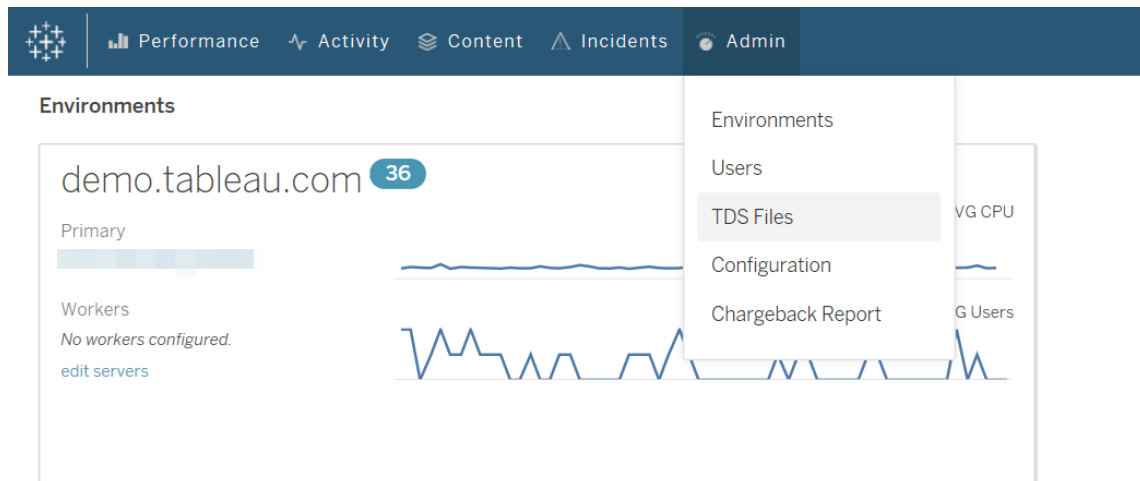 Performance Activity Content Incidents Admin
Environments
demo.tableau.com 36
Primary
Workers
No workers configured.
edit servers
Environments
Users
TDS Files
Configuration
Chargeback Report
VG CPU
G Users